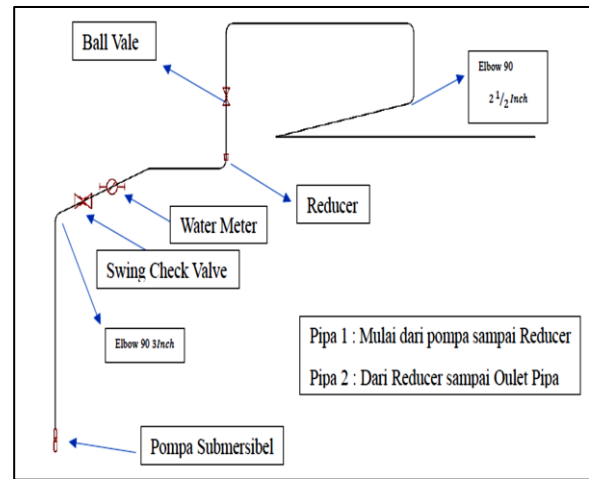 Ball Vale
Elbow 90
2 1/2 Inch
Reducer
Water Meter
Swing Check Valve
Elbow 90 3Inch
Pipa 1 : Mulai dari pompa sampai Reducer
Pipa 2 : Dari Reducer sampai Oulet Pipa
Pompa Submersibel